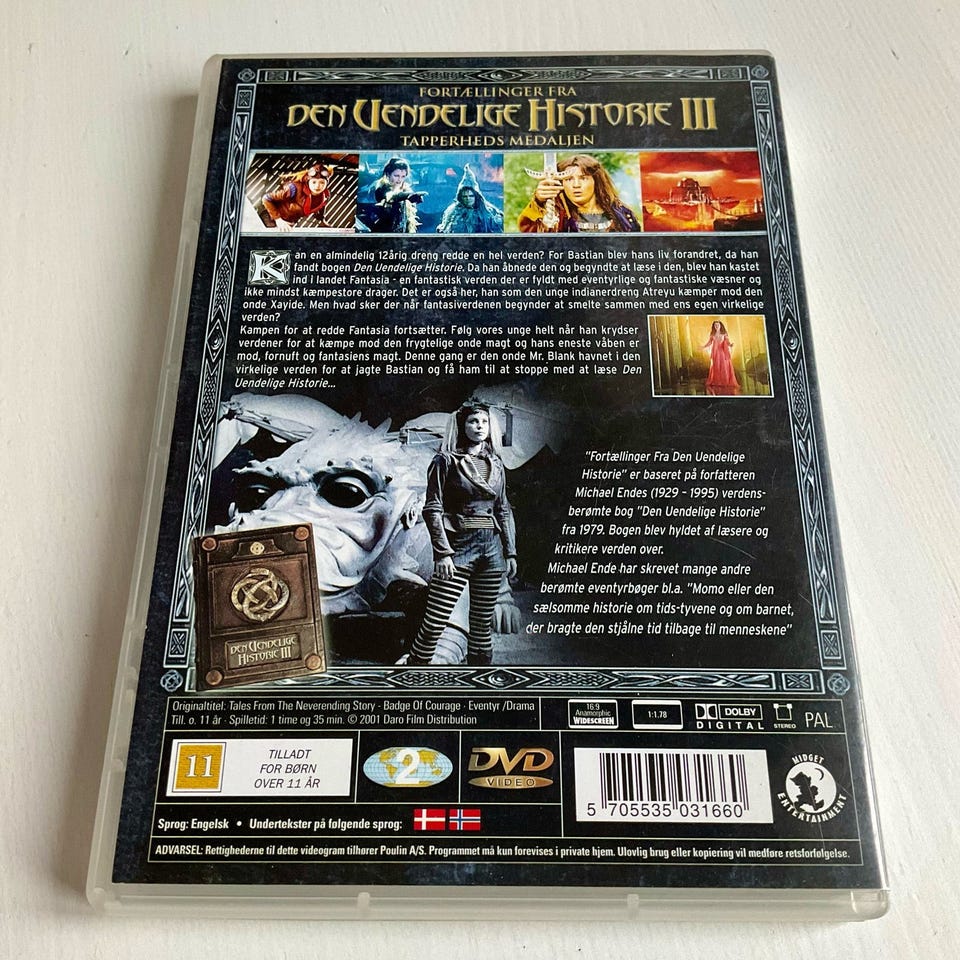 FORTÆLLINGER FRA
DEN UENDELIGE HISTORIE III
TAPPERHEDS MEDALJEN
Kan en almindelig 12årig dreng redde en hel verden? For Bastian blev hans liv forandret, da han
fandt bogen Den Uendelige Historie. Da han åbnede den og begyndte at læse i den, blev han kastet
ind i landet Fantasia - en fantastisk verden der er fyldt med eventyrlige og fantastiske væsner og
ikke mindst kæmpestore drager. Det er også her, han som den unge indianerdreng Atreyu kæmper mod den
onde Xayide. Men hvad sker der når fantasiverdenen begynder at smelte sammen med ens egen virkelige
verden?
Kampen for at redde Fantasia fortsætter. Følg vores unge helt når han krydser
verdener for at kæmpe mod den frygtelige onde magt og hans eneste våben er
mod, fornuft og fantasiens magt. Denne gang er den onde Mr. Blank havnet i den
virkelige verden for at jagte Bastian og få ham til at stoppe med at læse Den
Uendelige Historie...
"Fortællinger Fra Den Uendelige
Historie" er baseret på forfatteren
Michael Endes (1929 - 1995) verdens-
berømte bog "Den Uendelige Historie"
fra 1979. Bogen blev hyldet af læsere og
kritikere verden over.
Michael Ende har skrevet mange andre
berømte eventyrbøger bl.a. "Momo eller den
sælsomme historie om tids-tyvene og om barnet,
der bragte den stjålne tid tilbage til menneskene"
DEN UENDELIGE
HISTORIE III
Originaltitel: Tales From The Neverending Story - Badge Of Courage - Eventyr /Drama
Till. o. 11 år - Spilletid: 1 time og 35 min. © 2001 Daro Film Distribution
16:9
Anamorphic
WIDESCREEN
1:1.78
DOLBY
DIGITAL
STEREO
PAL
11
TILLADT
FOR BØRN
OVER 11 ÅR
2
DVD
VIDEO
5 705535 031660
MIDGET
ENTERTAINMENT
Sprog: Engelsk • Undertekster på følgende sprog:
ADVARSEL: Rettighederne til dette videogram tilhører Poulin A/S. Programmet må kun forevises i private hjem. Ulovlig brug eller kopiering vil medføre retsforfølgelse.